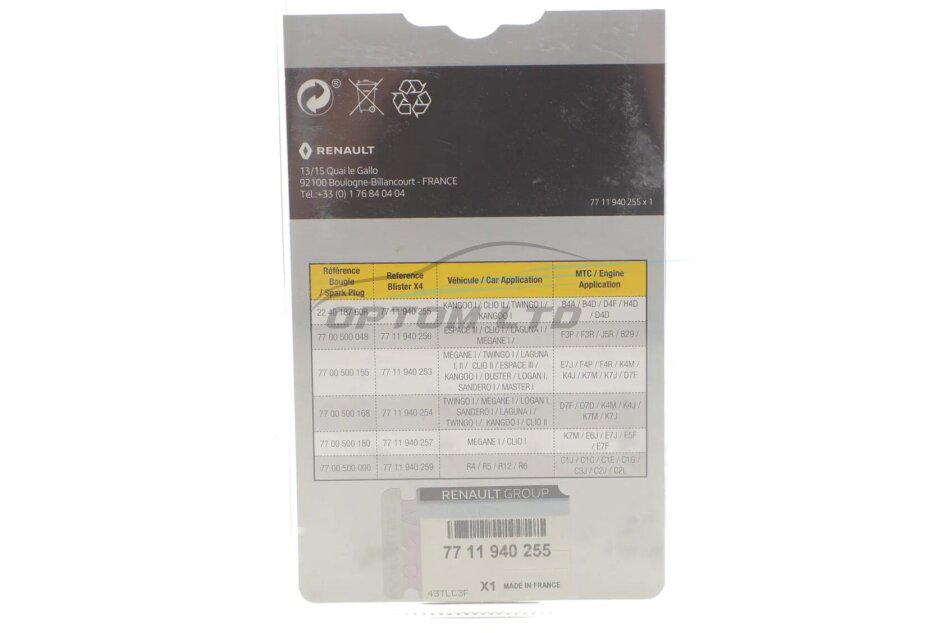 ®
RENAULT
13/15 Quai le Gallo
92100 Boulogne-Billancourt - FRANCE
Tél.:+33 (0) 1 76 84 04 04
77 11 940 255 x 1
Référence Bougie / Spark Plug
Reference Blister X4
Véhicule / Car Application
MTC / Engine Application
22 40 187 60R
77 11 940 255
KANGOO I / CLIO II / TWINGO I / KANGOO I
B4A / B4D / D4F / H4D / D4D
77 00 500 048
77 11 940 256
ESPACE III / CLIO I / LAGUNA I / MEGANE I /
F3P / F3R / J5R / B29 /
77 00 500 155
77 11 940 253
MEGANE I / TWINGO I / LAGUNA I, II / CLIO II / ESPACE III / KANGOO I / DUSTER / LOGAN I, SANDERO I / MASTER I
E7J / F4P / F4R / K4M / K4J / K7M / K7J / D7F
77 00 500 168
77 11 940 254
TWINGO I / MEGANE I / LOGAN I, SANDERO I / LAGUNA I / TWINGO I / KANGOO I / CLIO II
D7F / D7D / K4M / K4J / K7M / K7J
77 00 500 180
77 11 940 257
MEGANE I / CLIO I
K7M / E6J / E7J / E5F / E7F
77 00 500 000
77 11 940 259
R4 / R5 / R12 / R6
C1J / C1C / C1E / C1G / C3J / C2J / C2L
OPTOM LTD
RENAULT GROUP
77 11 940 255
X1 MADE IN FRANCE
43TLC3F